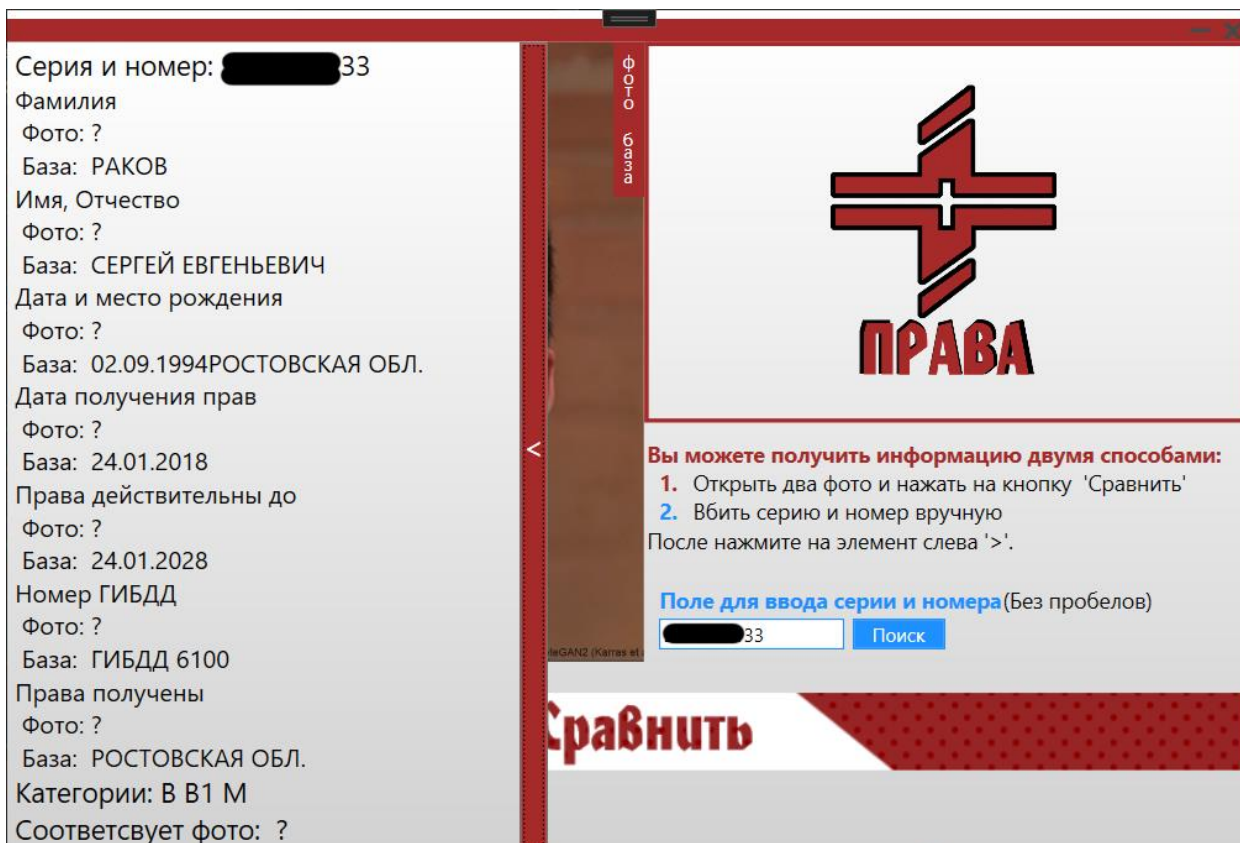 Серия и номер: 33
Фамилия
Фото: ?
База: РАКОВ
Имя, Отчество
Фото: ?
База: СЕРГЕЙ ЕВГЕНЬЕВИЧ
Дата и место рождения
Фото: ?
База: 02.09.1994РОСТОВСКАЯ ОБЛ.
Дата получения прав
Фото: ?
База: 24.01.2018
Права действительны до
Фото: ?
База: 24.01.2028
Номер ГИБДД
Фото: ?
База: ГИБДД 6100
Права получены
Фото: ?
База: РОСТОВСКАЯ ОБЛ.
Категории: B B1 M
Соответсвует фото: ?
<
фото база
ПРАВА
Вы можете получить информацию двумя способами:
1. Открыть два фото и нажать на кнопку 'Сравнить'
2. Вбить серию и номер вручную
После нажмите на элемент слева '>'.
Поле для ввода серии и номера(Без пробелов)
33 Поиск
leGAN2 (Karras et
Сравнить